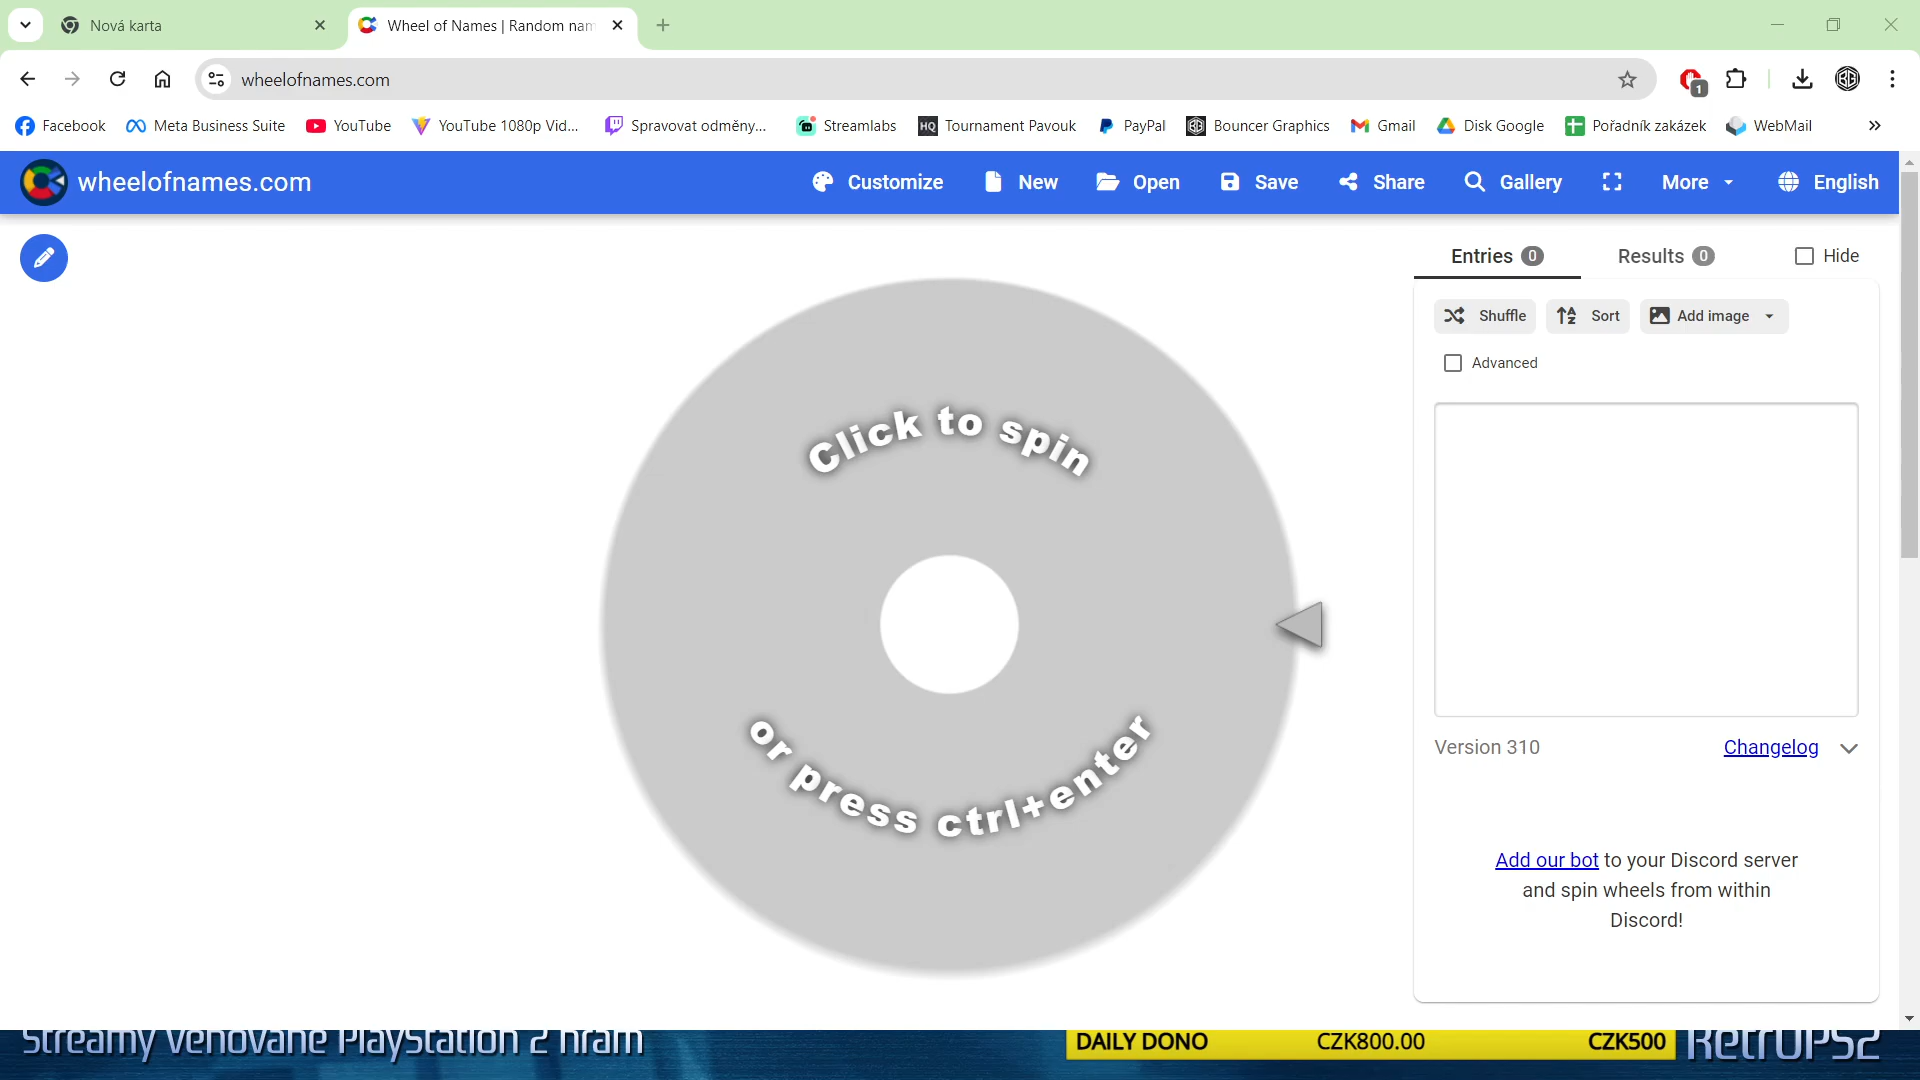 Nová karta
Wheel of Names | Random nam
wheelofnames.com
1
Facebook Meta Business Suite YouTube YouTube 1080p Vid... Spravovat odměny... Streamlabs HQ Tournament Pavouk PayPal BG Bouncer Graphics Gmail Disk Google Pořadník zakázek WebMail
wheelofnames.com Customize New Open Save Share Gallery More English
Entries 0 Results 0 Hide
Shuffle Sort Add image
Advanced
Click to spin
or press ctrl+enter
Version 310 Changelog
Add our bot to your Discord server
and spin wheels from within
Discord!
Streamy věnované PlayStation 2 hrám DAILY DONO CZK800.00 CZK500 RetrOPS2